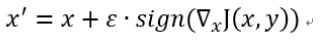 x′ = x + ε · sign(∇ₓJ(x, y))